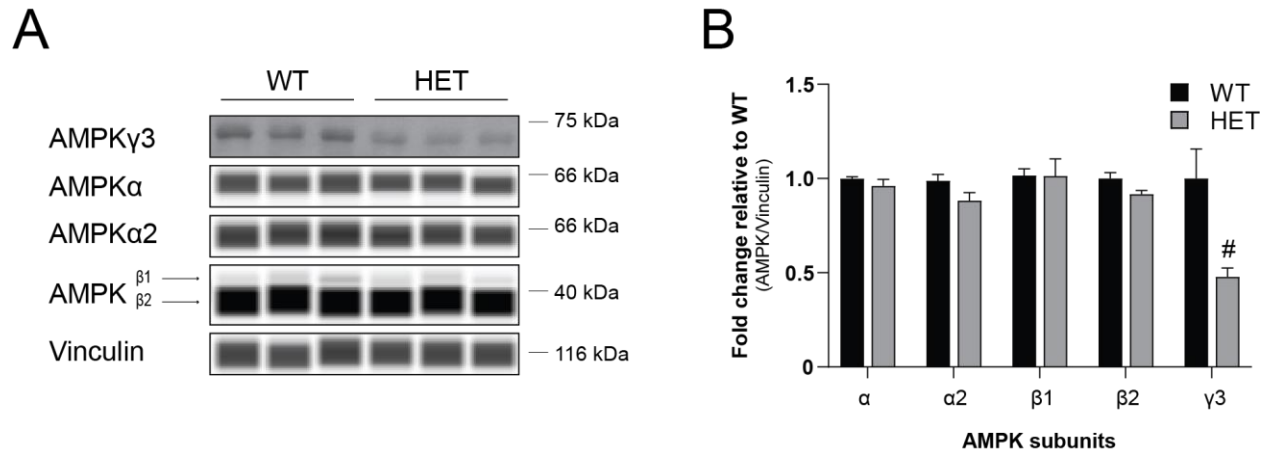 A
WT HET
AMPKγ3
75 kDa
AMPKα
66 kDa
AMPKα2
66 kDa
AMPK β1 β2
40 kDa
Vinculin
116 kDa
B
Fold change relative to WT
(AMPK/Vinculin)
1.5
1.0
0.5
0
WT
HET
#
α α2 β1 β2 γ3
AMPK subunits